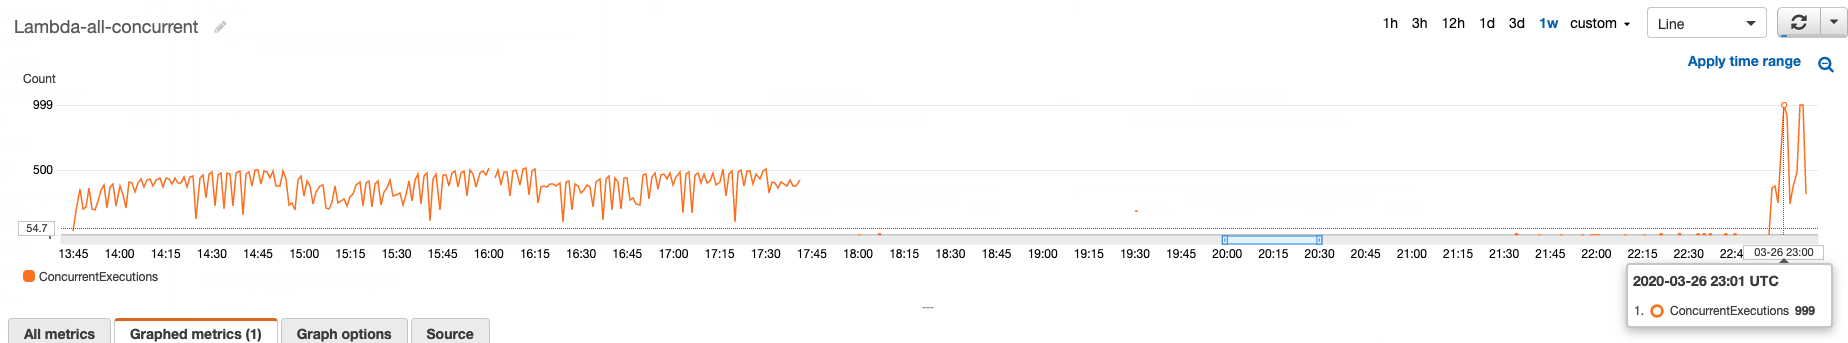 Lambda-all-concurrent
1h 3h 12h 1d 3d 1w custom Line
Apply time range
Count
999
500
54.7
13:45 14:00 14:15 14:30 14:45 15:00 15:15 15:30 15:45 16:00 16:15 16:30 16:45 17:00 17:15 17:30 17:45 18:00 18:15 18:30 18:45 19:00 19:15 19:30 19:45 20:00 20:15 20:30 20:45 21:00 21:15 21:30 21:45 22:00 22:15 22:30 22:4 03-26 23:00
ConcurrentExecutions
2020-03-26 23:01 UTC
1. ConcurrentExecutions 999
All metrics Graphed metrics (1) Graph options Source